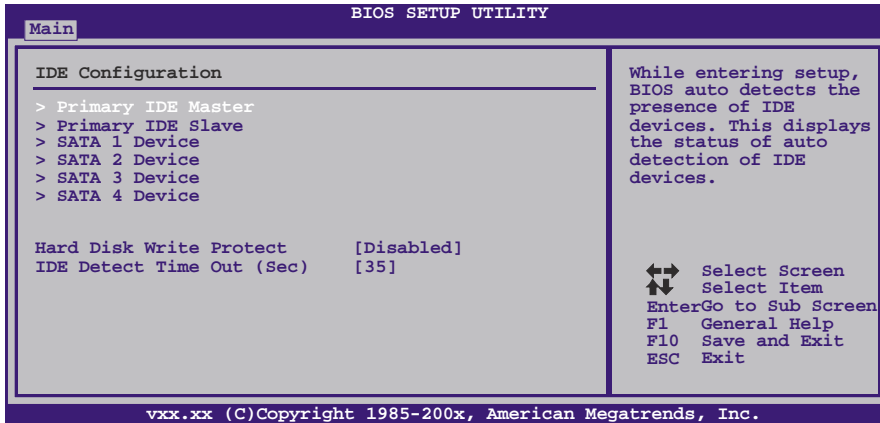 BIOS SETUP UTILITY
Main
IDE Configuration
> Primary IDE Master
> Primary IDE Slave
> SATA 1 Device
> SATA 2 Device
> SATA 3 Device
> SATA 4 Device
Hard Disk Write Protect [Disabled]
IDE Detect Time Out (Sec) [35]
While entering setup,
BIOS auto detects the
presence of IDE
devices. This displays
the status of auto
detection of IDE
devices.
Select Screen
Select Item
EnterGo to Sub Screen
F1 General Help
F10 Save and Exit
ESC Exit
vxx.xx (C)Copyright 1985-200x, American Megatrends, Inc.